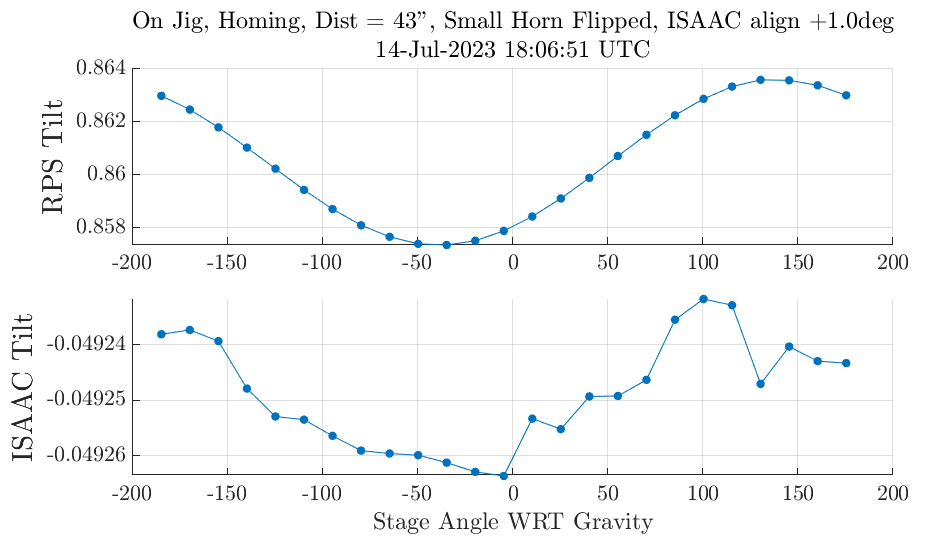 On Jig, Homing, Dist = 43”, Small Horn Flipped, ISAAC align +1.0deg
14-Jul-2023 18:06:51 UTC
RPS Tilt
0.864
0.862
0.86
0.858
-200 -150 -100 -50 0 50 100 150 200
ISAAC Tilt
-0.04924
-0.04925
-0.04926
-200 -150 -100 -50 0 50 100 150 200
Stage Angle WRT Gravity